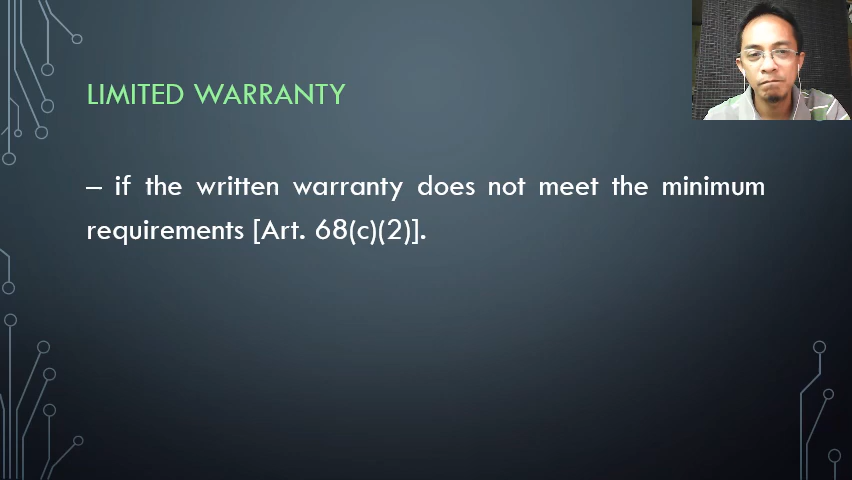 LIMITED WARRANTY
– if the written warranty does not meet the minimum
requirements [Art. 68(c)(2)].